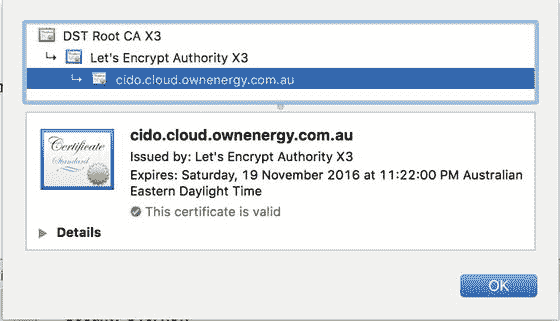 DST Root CA X3
Let's Encrypt Authority X3
cido.cloud.ownenergy.com.au
Certificate
Standard
cido.cloud.ownenergy.com.au
Issued by: Let's Encrypt Authority X3
Expires: Saturday, 19 November 2016 at 11:22:00 PM Australian
Eastern Daylight Time
This certificate is valid
Details
OK